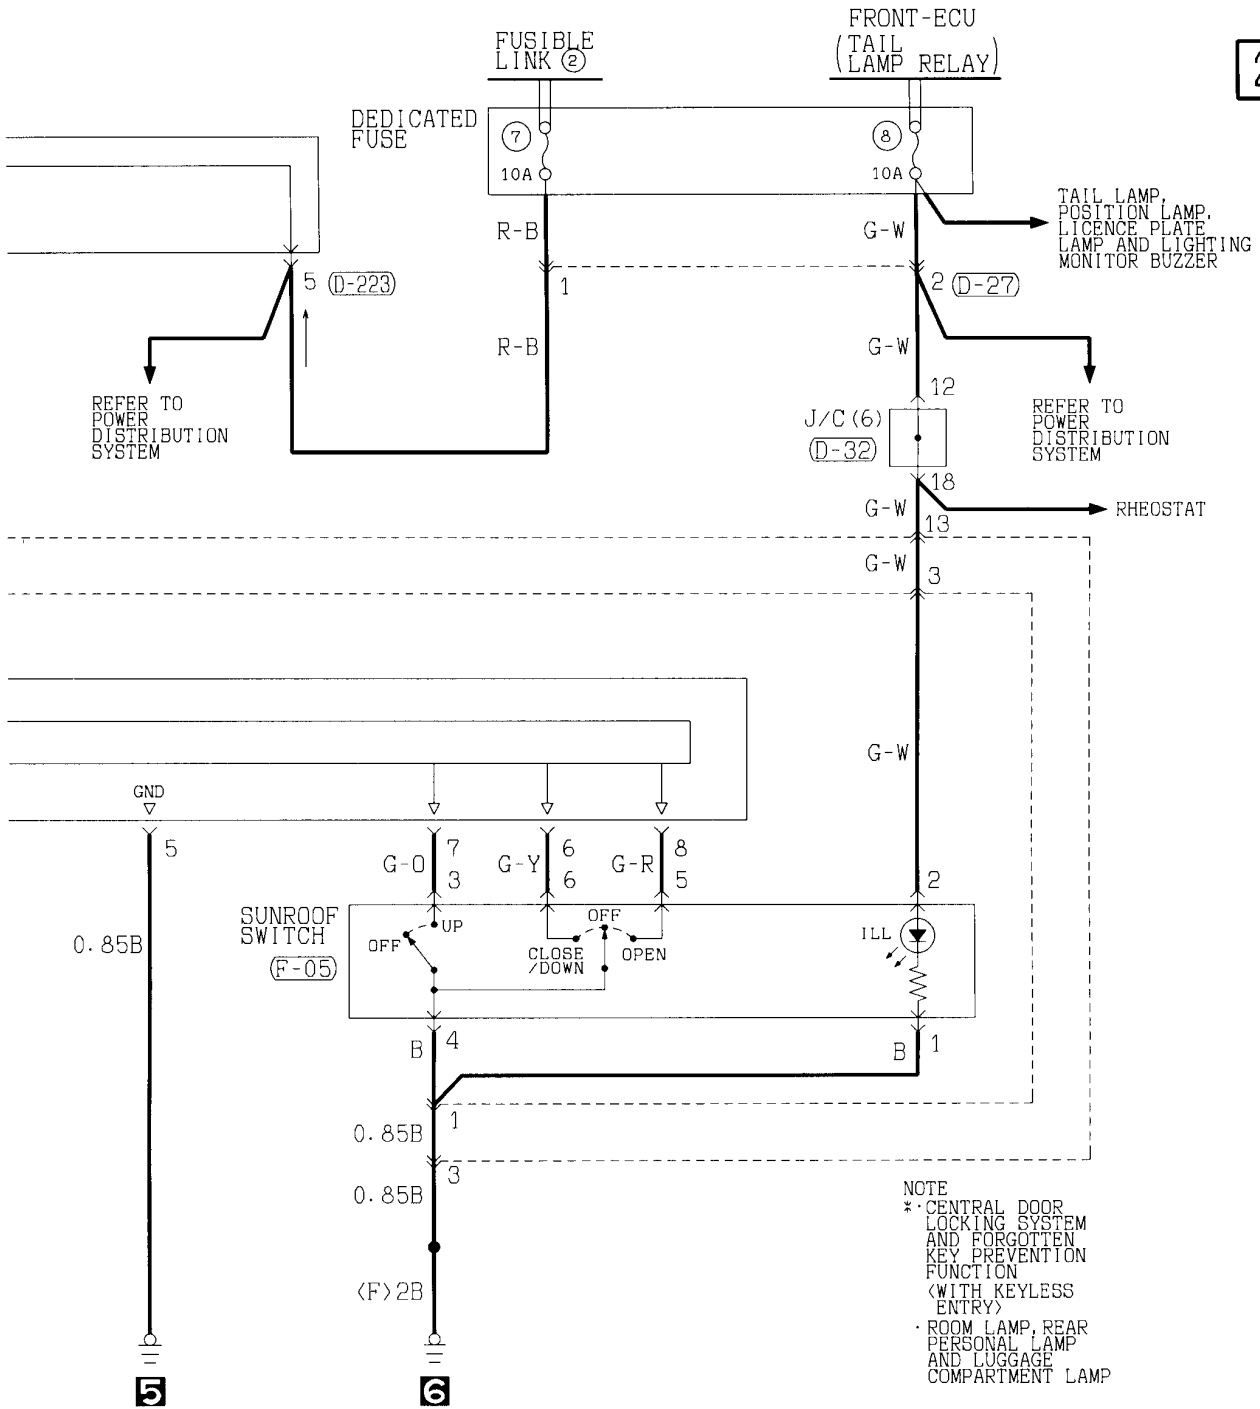 FRONT-ECU
(TAIL
LAMP RELAY)
FUSIBLE
LINK ②
DEDICATED
FUSE
⑦
10A
⑧
10A
R-B
G-W
TAIL LAMP,
POSITION LAMP,
LICENCE PLATE
LAMP AND LIGHTING
MONITOR BUZZER
5 (D-223)
1
2 (D-27)
R-B
G-W
12
REFER TO
POWER
DISTRIBUTION
SYSTEM
J/C(6)
(D-32)
REFER TO
POWER
DISTRIBUTION
SYSTEM
18
G-W
RHEOSTAT
13
G-W
3
G-W
GND
5
7
6
8
G-O
G-Y
G-R
3
6
5
2
SUNROOF
SWITCH
(F-05)
0.85B
OFF
UP
OFF
CLOSE
/DOWN
OPEN
ILL
B
4
B
1
1
0.85B
3
0.85B
<F>2B
5
6
NOTE
*·CENTRAL DOOR
LOCKING SYSTEM
AND FORGOTTEN
KEY PREVENTION
FUNCTION
<WITH KEYLESS
ENTRY>
·ROOM LAMP,REAR
PERSONAL LAMP
AND LUGGAGE
COMPARTMENT LAMP